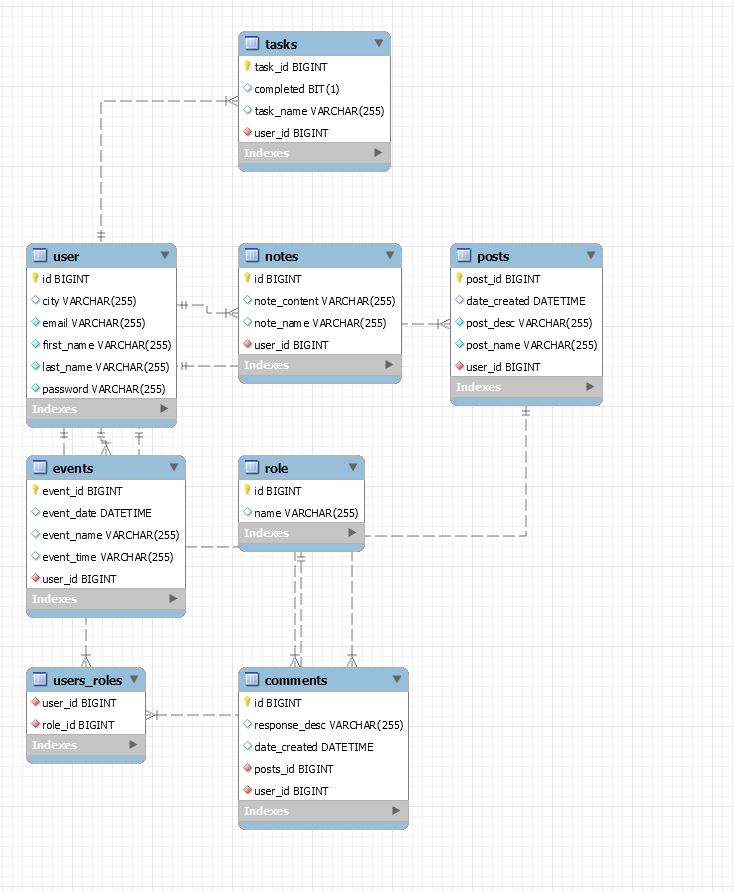 tasks
task_id BIGINT
completed BIT(1)
task_name VARCHAR(255)
user_id BIGINT
Indexes
user
id BIGINT
city VARCHAR(255)
email VARCHAR(255)
first_name VARCHAR(255)
last_name VARCHAR(255)
password VARCHAR(255)
Indexes
notes
id BIGINT
note_content VARCHAR(255)
note_name VARCHAR(255)
user_id BIGINT
Indexes
posts
post_id BIGINT
date_created DATETIME
post_desc VARCHAR(255)
post_name VARCHAR(255)
user_id BIGINT
Indexes
events
event_id BIGINT
event_date DATETIME
event_name VARCHAR(255)
event_time VARCHAR(255)
user_id BIGINT
Indexes
role
id BIGINT
name VARCHAR(255)
Indexes
users_roles
user_id BIGINT
role_id BIGINT
Indexes
comments
id BIGINT
response_desc VARCHAR(255)
date_created DATETIME
posts_id BIGINT
user_id BIGINT
Indexes